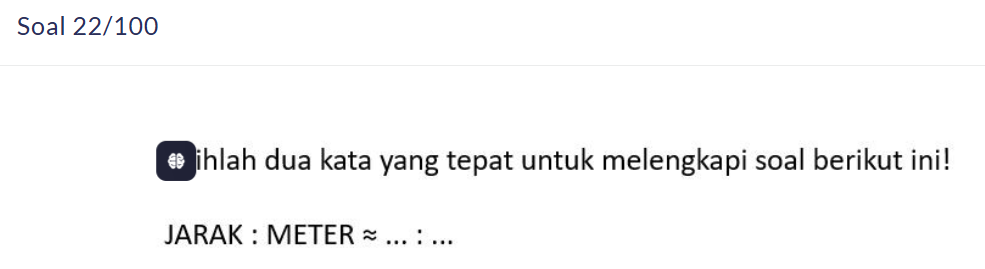 Soal 22/100
ihlah dua kata yang tepat untuk melengkapi soal berikut ini!
JARAK : METER ≈ ... : ...